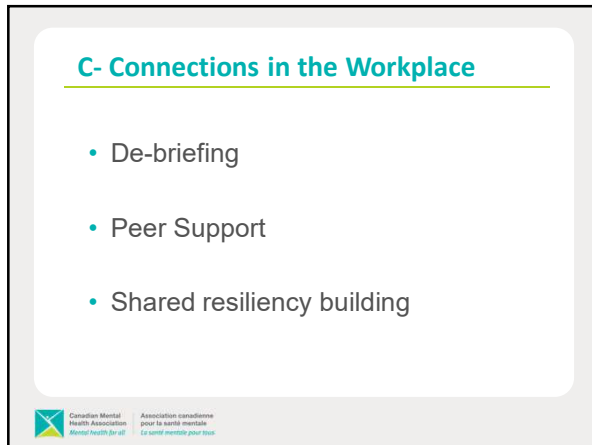 C- Connections in the Workplace
• De-briefing
• Peer Support
• Shared resiliency building
Canadian Mental
Health Association
Mental health for all
Association canadienne
pour la santé mentale
La santé mentale pour tous